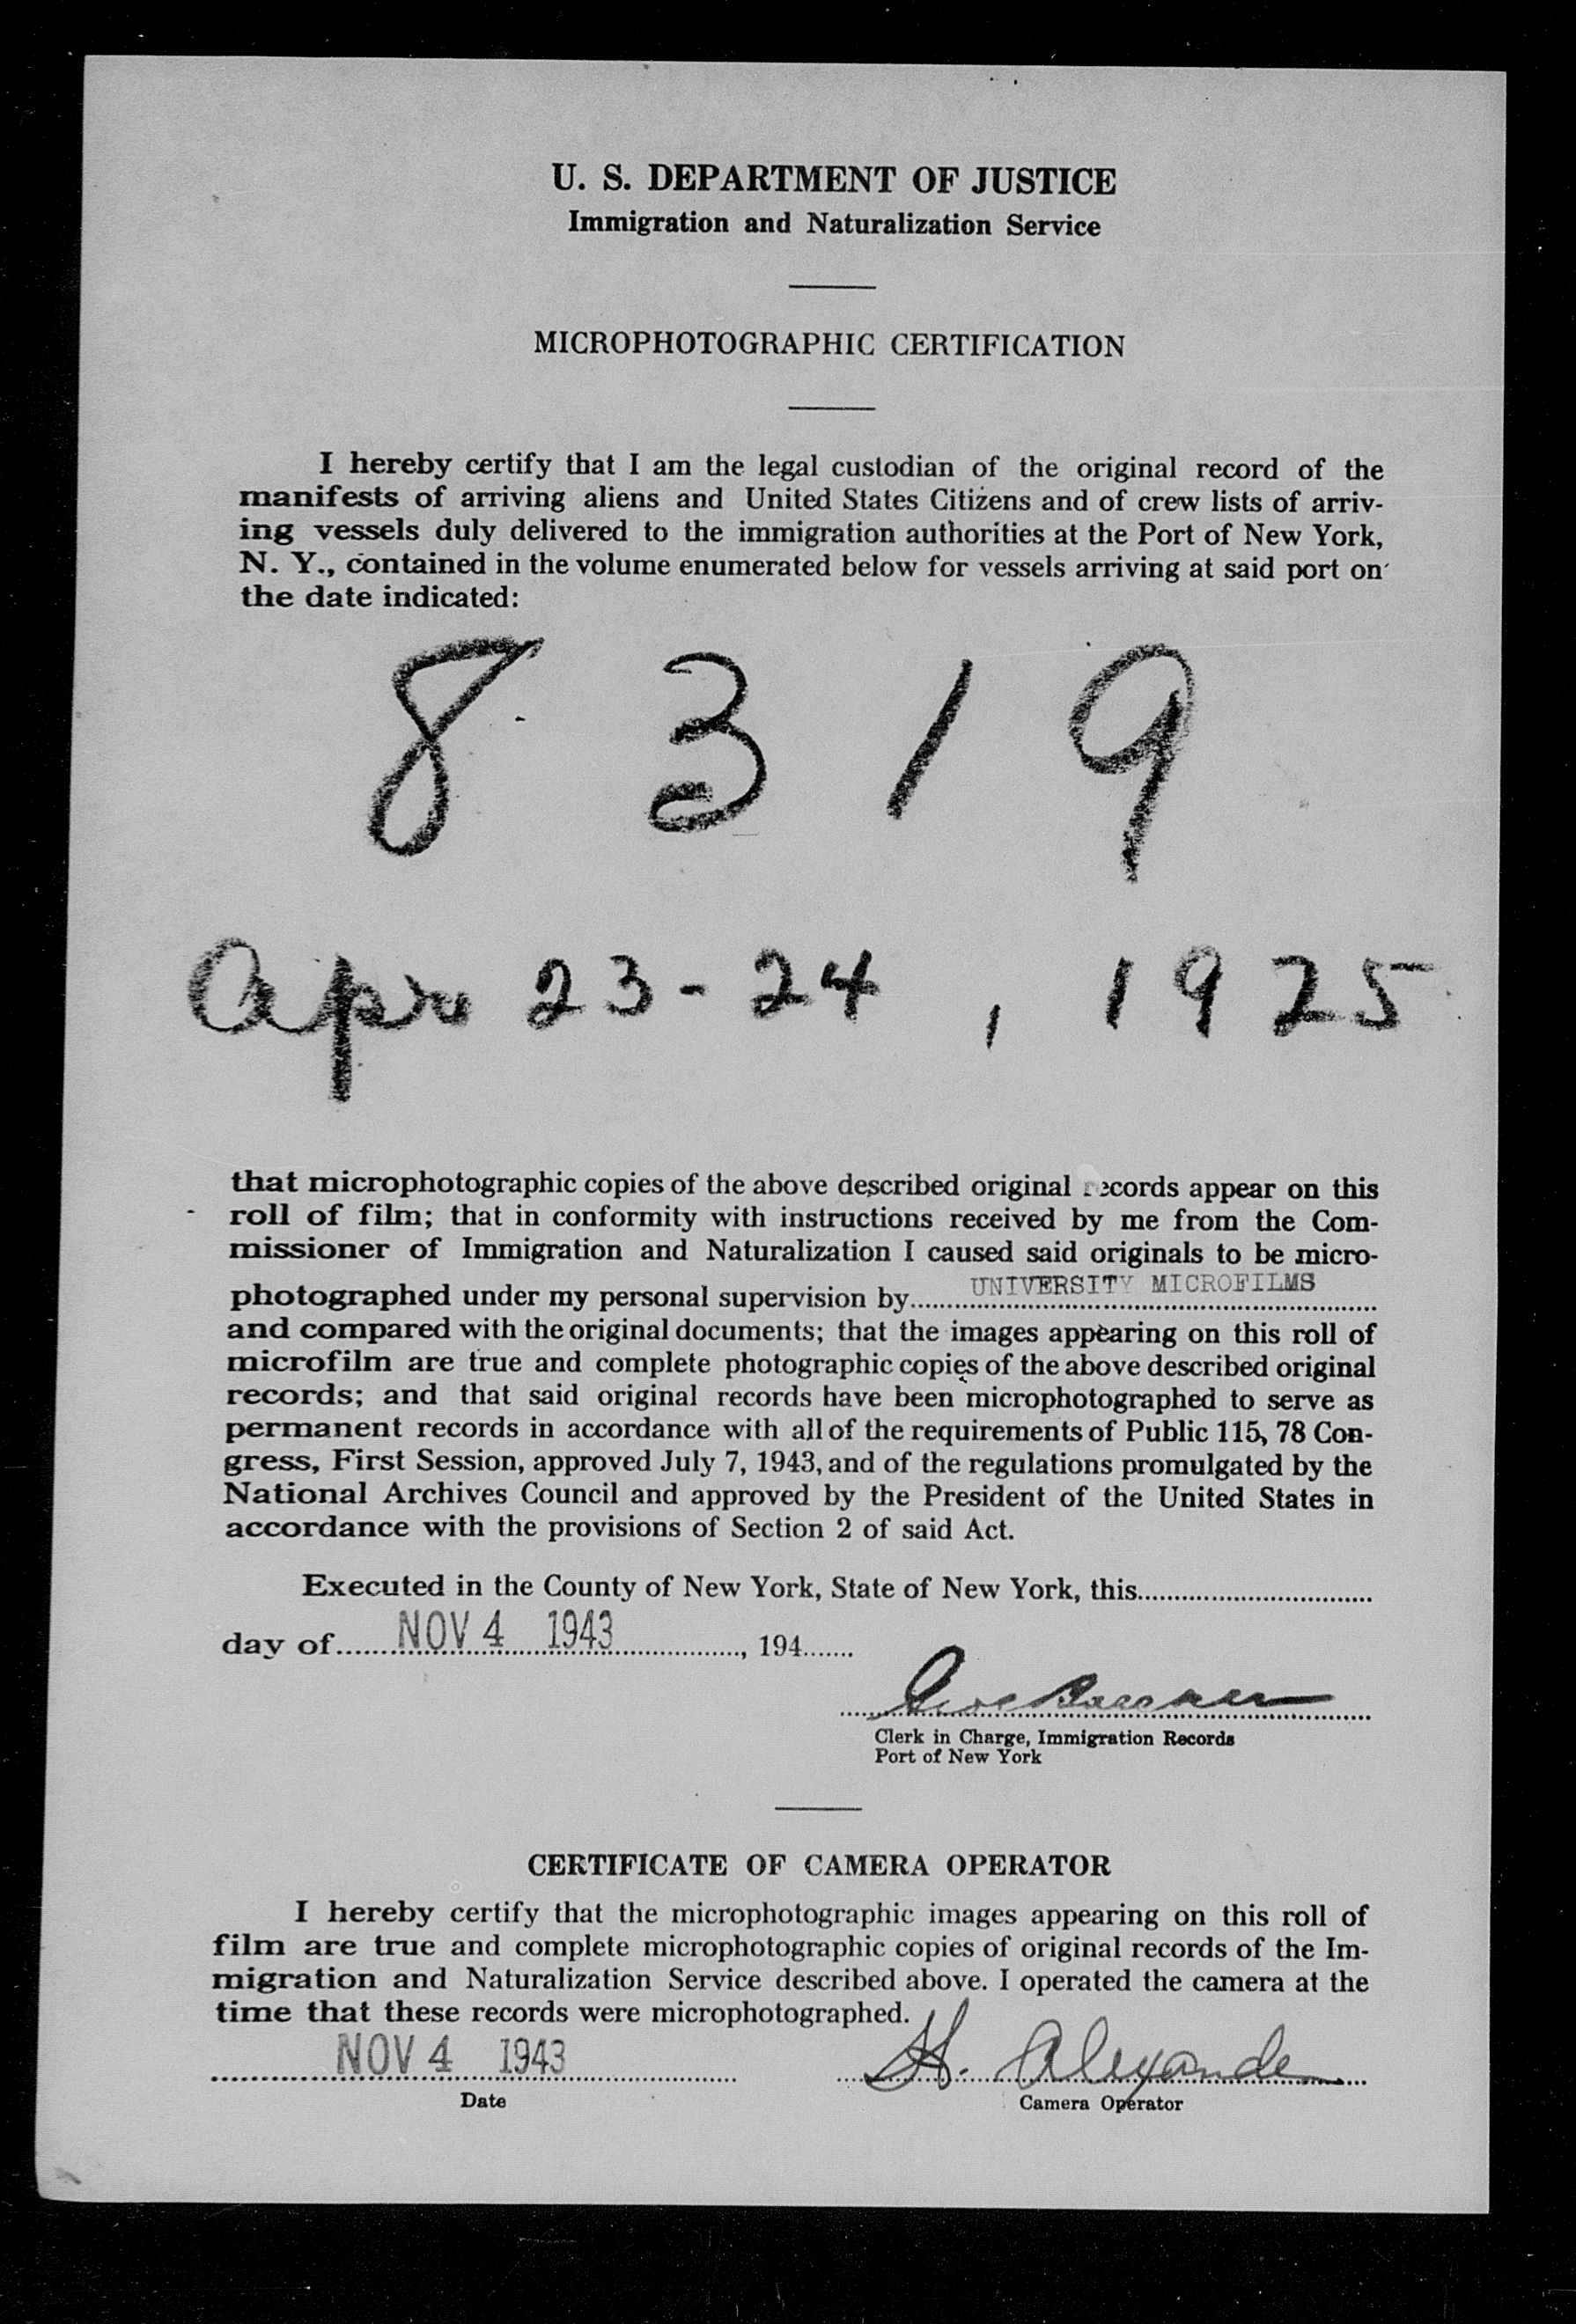 U. S. DEPARTMENT OF JUSTICE
Immigration and Naturalization Service
MICROPHOTOGRAPHIC CERTIFICATION
I hereby certify that I am the legal custodian of the original record of the
manifests of arriving aliens and United States Citizens and of crew lists of arriv-
ing vessels duly delivered to the immigration authorities at the Port of New York,
N. Y., contained in the volume enumerated below for vessels arriving at said port on
the date indicated:
8 3 1 9
Apr 23-24, 1925
that microphotographic copies of the above described original records appear on this
roll of film; that in conformity with instructions received by me from the Com-
missioner of Immigration and Naturalization I caused said originals to be micro-
photographed under my personal supervision by UNIVERSITY MICROFILMS
and compared with the original documents; that the images appearing on this roll of
microfilm are true and complete photographic copies of the above described original
records; and that said original records have been microphotographed to serve as
permanent records in accordance with all of the requirements of Public 115, 78 Con-
gress, First Session, approved July 7, 1943, and of the regulations promulgated by the
National Archives Council and approved by the President of the United States in
accordance with the provisions of Section 2 of said Act.
Executed in the County of New York, State of New York, this
day of NOV 4 1943, 194
Clerk in Charge, Immigration Records
Port of New York
CERTIFICATE OF CAMERA OPERATOR
I hereby certify that the microphotographic images appearing on this roll of
film are true and complete microphotographic copies of original records of the Im-
migration and Naturalization Service described above. I operated the camera at the
time that these records were microphotographed.
NOV 4 1943 H. Alexande
Date Camera Operator